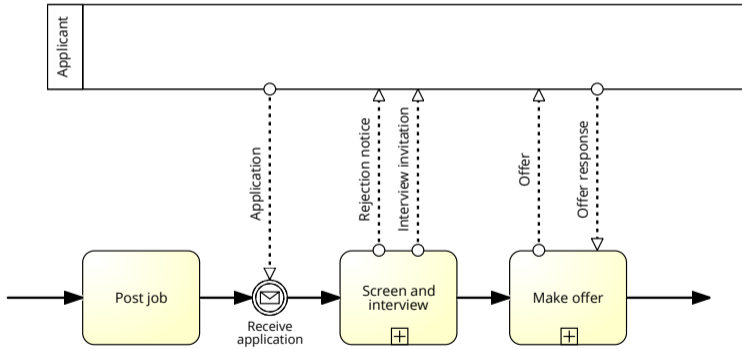 Applicant
Application
Rejection notice
Interview invitation
Offer
Offer response
Post job
Receive
application
Screen and
interview
Make offer